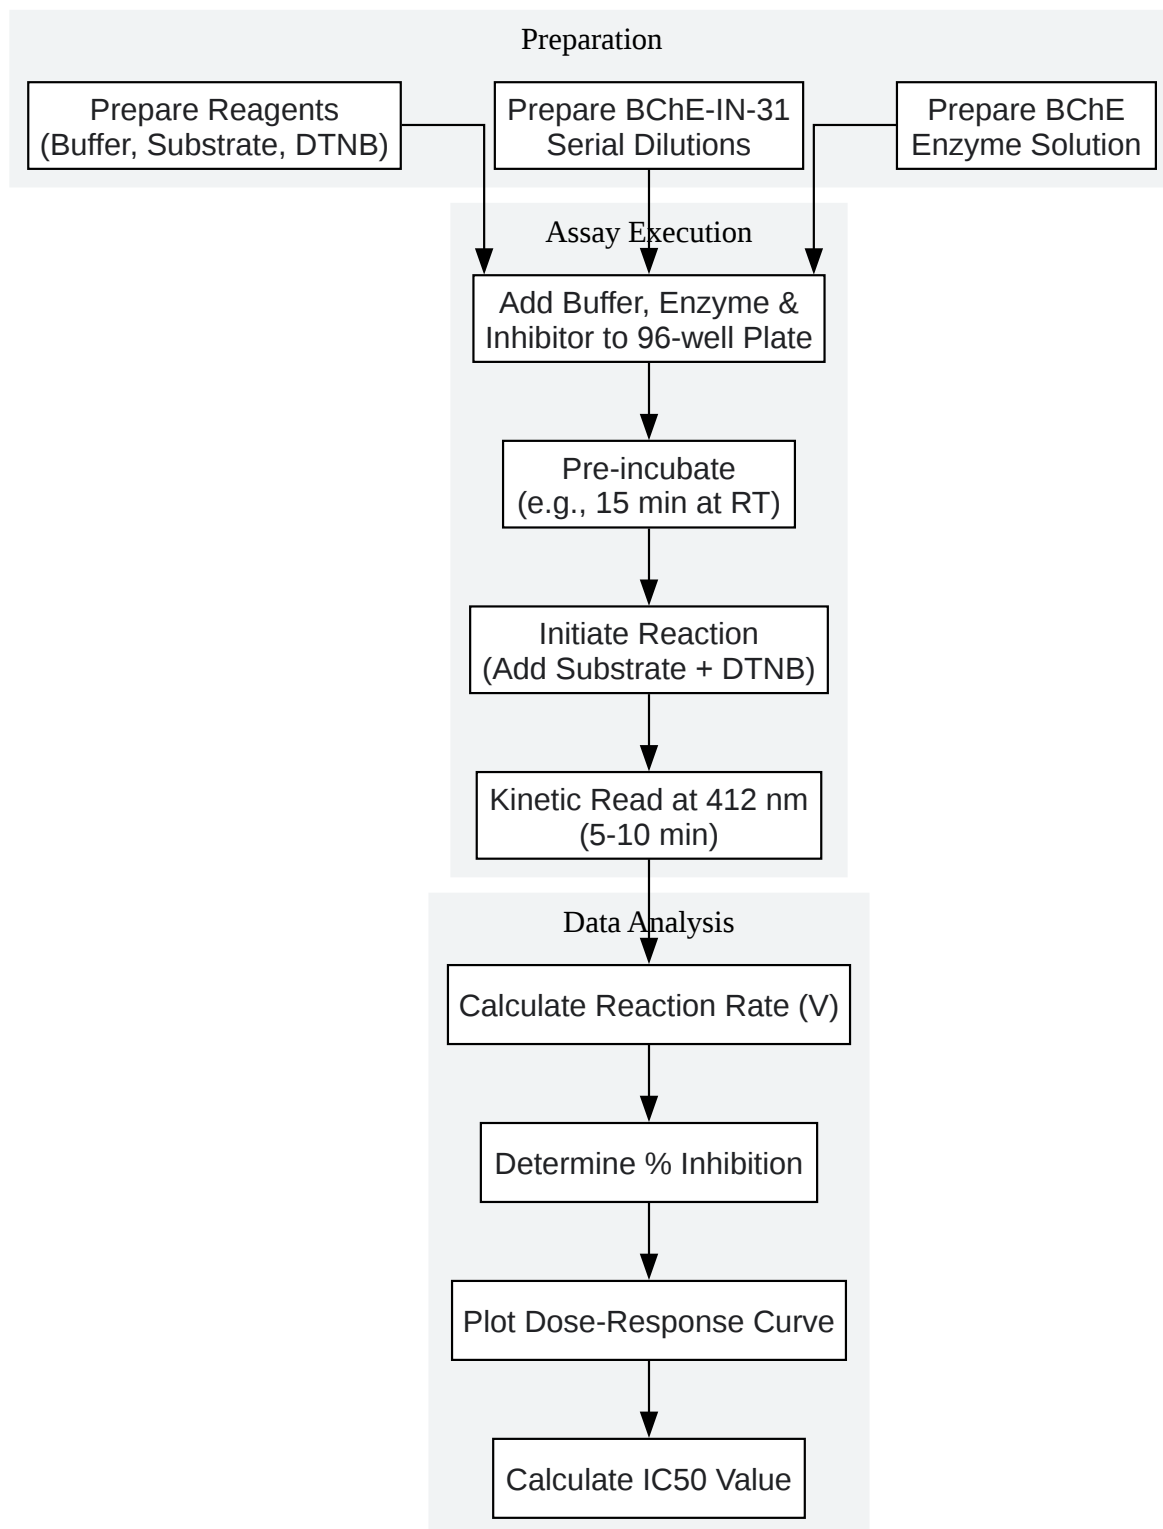 Preparation
Prepare Reagents
(Buffer, Substrate, DTNB)
Prepare BChE-IN-31
Serial Dilutions
Prepare BChE
Enzyme Solution
Assay Execution
Add Buffer, Enzyme &
Inhibitor to 96-well Plate
Pre-incubate
(e.g., 15 min at RT)
Initiate Reaction
(Add Substrate + DTNB)
Kinetic Read at 412 nm
(5-10 min)
Data Analysis
Calculate Reaction Rate (V)
Determine % Inhibition
Plot Dose-Response Curve
Calculate IC50 Value